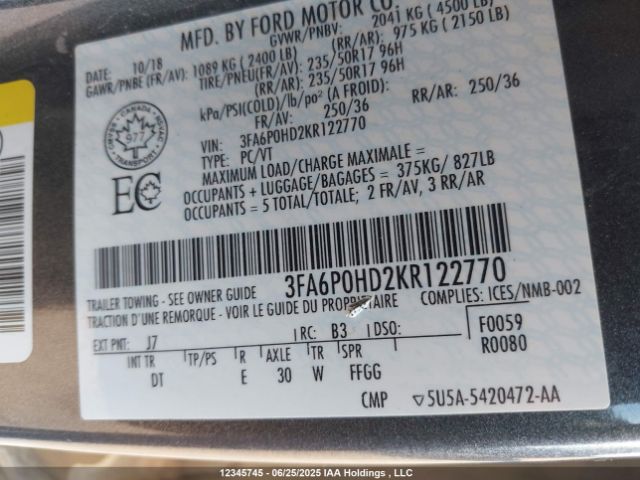 MFD. BY FORD MOTOR CO.
DATE: 10/18 GVWR/PNBV: 2041 KG (4500 LB)
GAWR/PNBE (FR/AV): 1089 KG (2400 LB) (RR/AR): 975 KG (2150 LB)
TIRE/PNEU(FR/AV): 235/50R17 96H
(RR/AR): 235/50R17 96H
kPa/PSI(COLD)/lb/po² (A FROID):
FR/AV: 250/36 RR/AR: 250/36
VIN: 3FA6P0HD2KR122770
TYPE: PC/VT
MAXIMUM LOAD/CHARGE MAXIMALE =
OCCUPANTS + LUGGAGE/BAGAGES = 375KG/ 827LB
OCCUPANTS = 5 TOTAL/TOTALE; 2 FR/AV, 3 RR/AR
CANADA
TRANSPORT
977
EC
3FA6P0HD2KR122770
TRAILER TOWING - SEE OWNER GUIDE COMPLIES: ICES/NMB-002
TRACTION D'UNE REMORQUE - VOIR LE GUIDE DU PROPRIETAIRE
EXT PNT: J7 RC: B3 DSO: F0059
R0080
INT TR TP/PS R AXLE TR SPR
DT E 30 W FFGG
CMP ▽5U5A-5420472-AA
12345745 - 06/25/2025 IAA Holdings , LLC